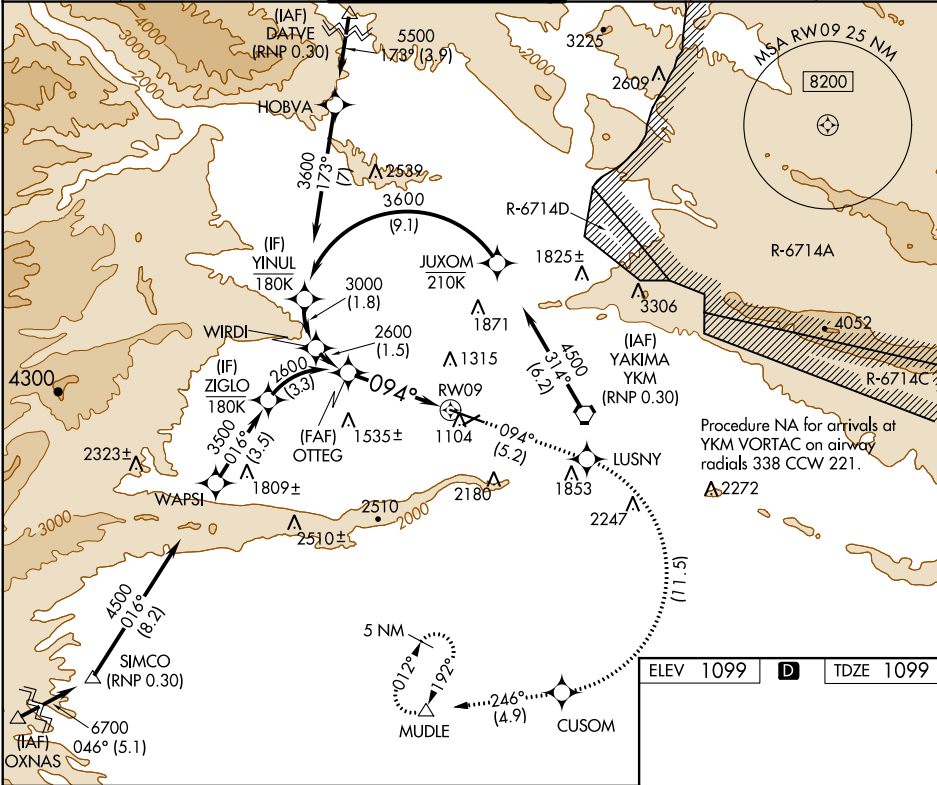 (IAF)
DATVE
(RNP 0.30)
5500
173° (3.9)
HOBVA
3600
173°
(7)
2539
3600
(9.1)
(IF)
YINUL
180K
JUXOM
210K
3000
(1.8)
WIRDI
2600
(1.5)
(IF)
ZIGLO
180K
2600
(3.3)
094°
RW09
(FAF)
OTTEG
1535±
1104
1315
1871
1825±
3306
3225
2609
2000
2000
3000
MSA RW09 25 NM
8200
R-6714D
R-6714A
4052
R-6714C
4500
314°
(6.2)
(IAF)
YAKIMA
YKM
(RNP 0.30)
Procedure NA for arrivals at
YKM VORTAC on airway
radials 338 CCW 221.
2272
094°
(5.2)
LUSNY
1853
2247
2180
4300
2323±
3500
016°
(3.5)
WAPSI
1809±
2510
2510±
2000
3000
4500
016°
(8.2)
SIMCO
(RNP 0.30)
6700
046° (5.1)
(IAF)
OXNAS
5 NM
012°
192°
MUDLE
246°
(4.9)
CUSOM
(11.5)
ELEV 1099 D TDZE 1099